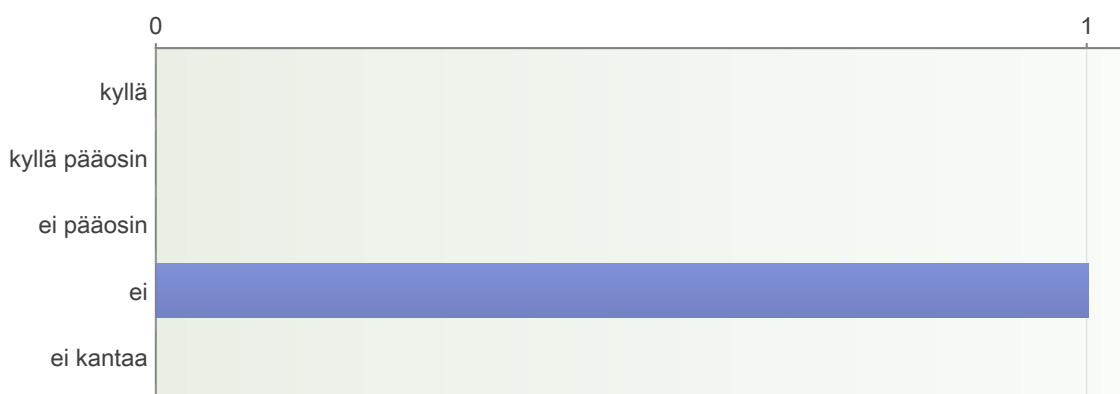 0 1
kyllä
kyllä pääosin
ei pääosin
ei
ei kantaa